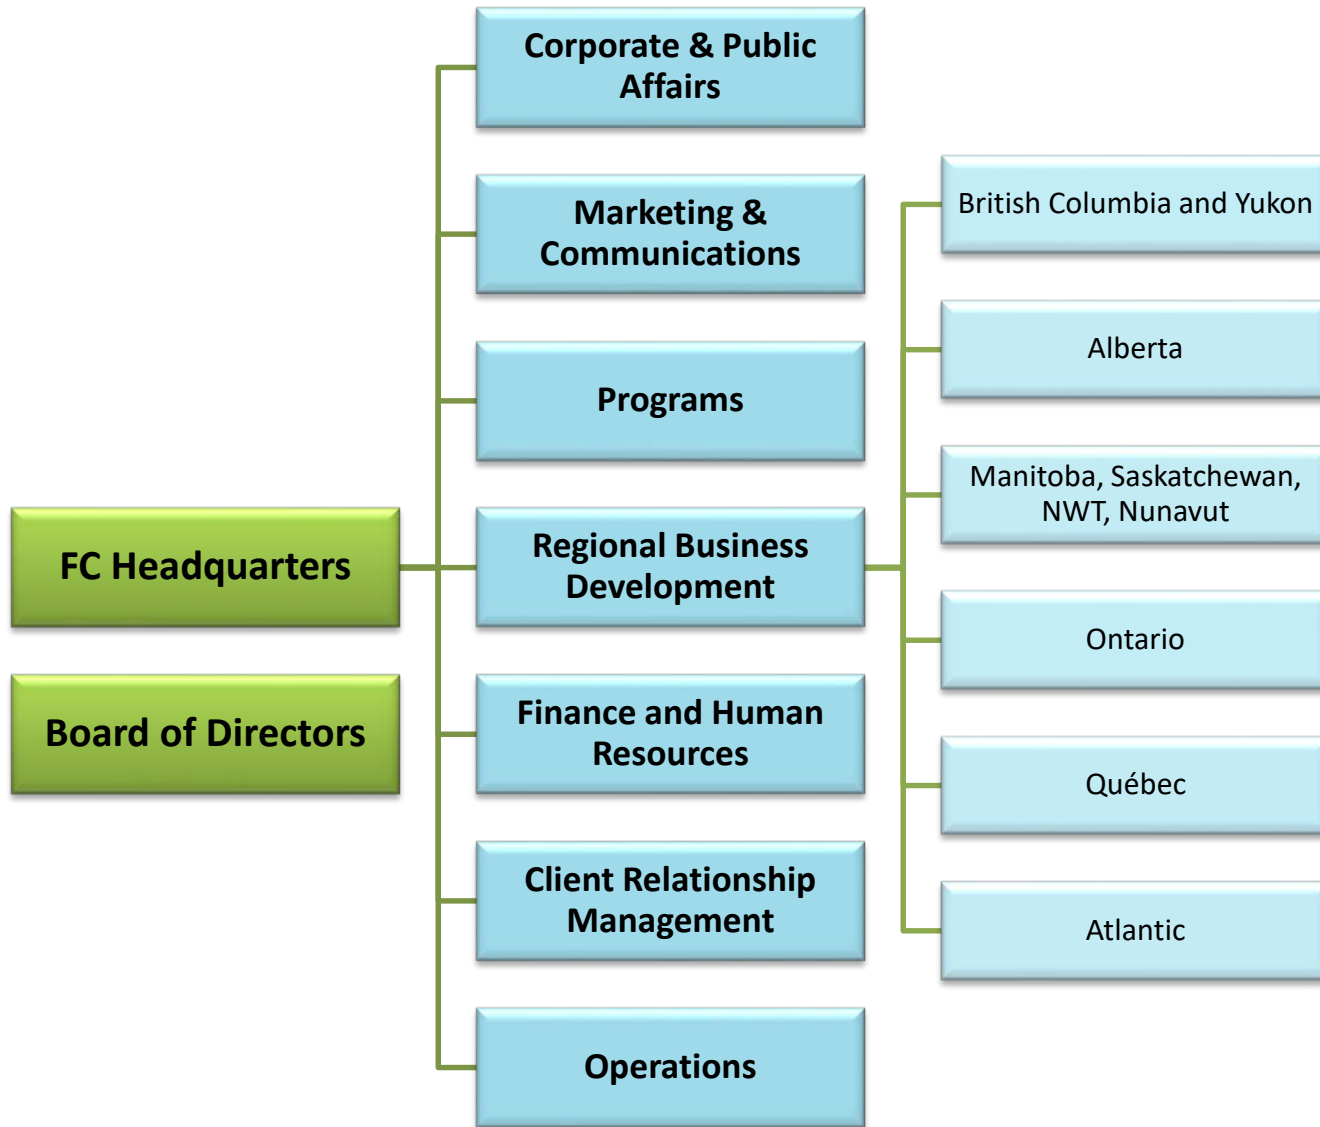 FC Headquarters
Board of Directors
Corporate & Public
Affairs
Marketing &
Communications
Programs
Regional Business
Development
Finance and Human
Resources
Client Relationship
Management
Operations
British Columbia and Yukon
Alberta
Manitoba, Saskatchewan,
NWT, Nunavut
Ontario
Québec
Atlantic